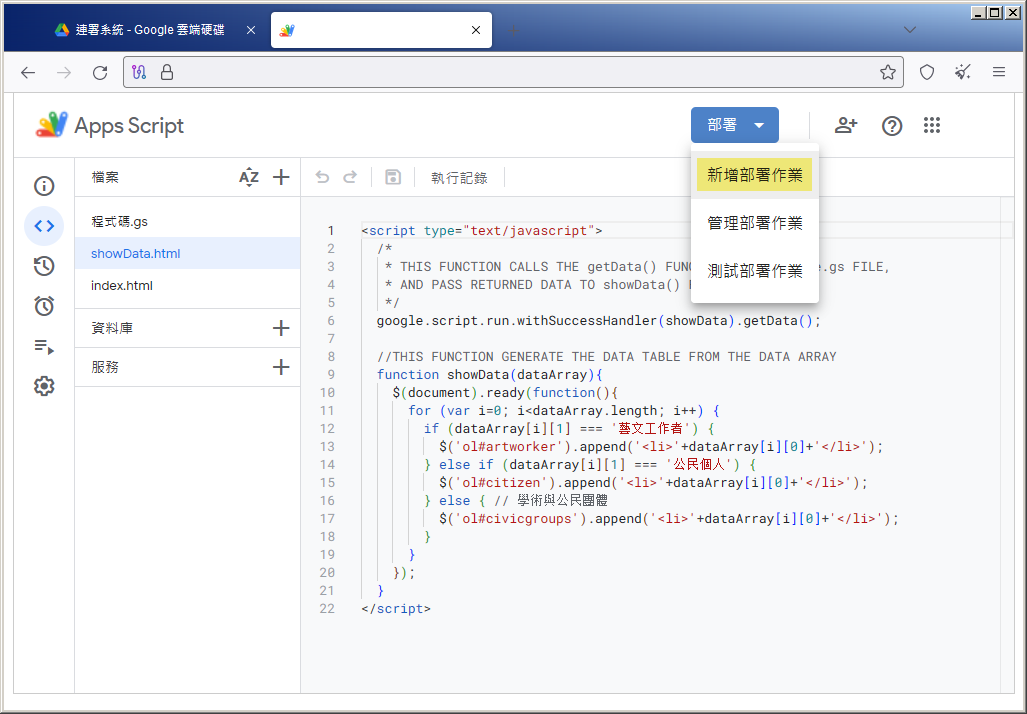 連署系統 - Google 雲端硬碟
Apps Script
部署
新增部署作業
管理部署作業
測試部署作業
檔案
AZ
執行記錄
程式碼.gs
showData.html
index.html
資料庫
服務
1 <script type="text/javascript">
2 /*
3 * THIS FUNCTION CALLS THE getData() FUNC e.gs FILE,
4 * AND PASS RETURNED DATA TO showData()
5 */
6 google.script.run.withSuccessHandler(showData).getData();
7
8 //THIS FUNCTION GENERATE THE DATA TABLE FROM THE DATA ARRAY
9 function showData(dataArray){
10 $(document).ready(function(){
11 for (var i=0; i<dataArray.length; i++) {
12 if (dataArray[i][1] === '藝文工作者') {
13 $('ol#artworker').append('<li>'+dataArray[i][0]+'</li>');
14 } else if (dataArray[i][1] === '公民個人') {
15 $('ol#citizen').append('<li>'+dataArray[i][0]+'</li>');
16 } else { // 學術與公民團體
17 $('ol#civicgroups').append('<li>'+dataArray[i][0]+'</li>');
18 }
19 }
20 });
21 }
22 </script>